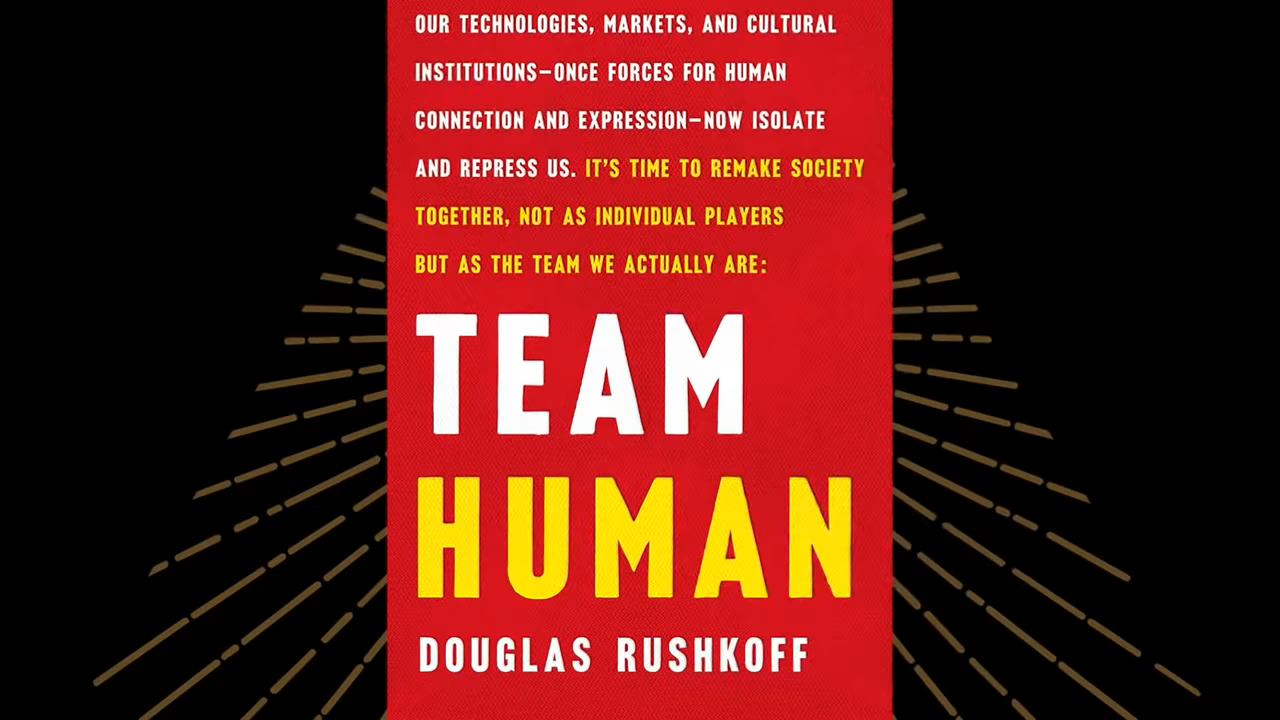 OUR TECHNOLOGIES, MARKETS, AND CULTURAL
INSTITUTIONS—ONCE FORCES FOR HUMAN
CONNECTION AND EXPRESSION—NOW ISOLATE
AND REPRESS US. IT'S TIME TO REMAKE SOCIETY
TOGETHER, NOT AS INDIVIDUAL PLAYERS
BUT AS THE TEAM WE ACTUALLY ARE:
TEAM
HUMAN
DOUGLAS RUSHKOFF